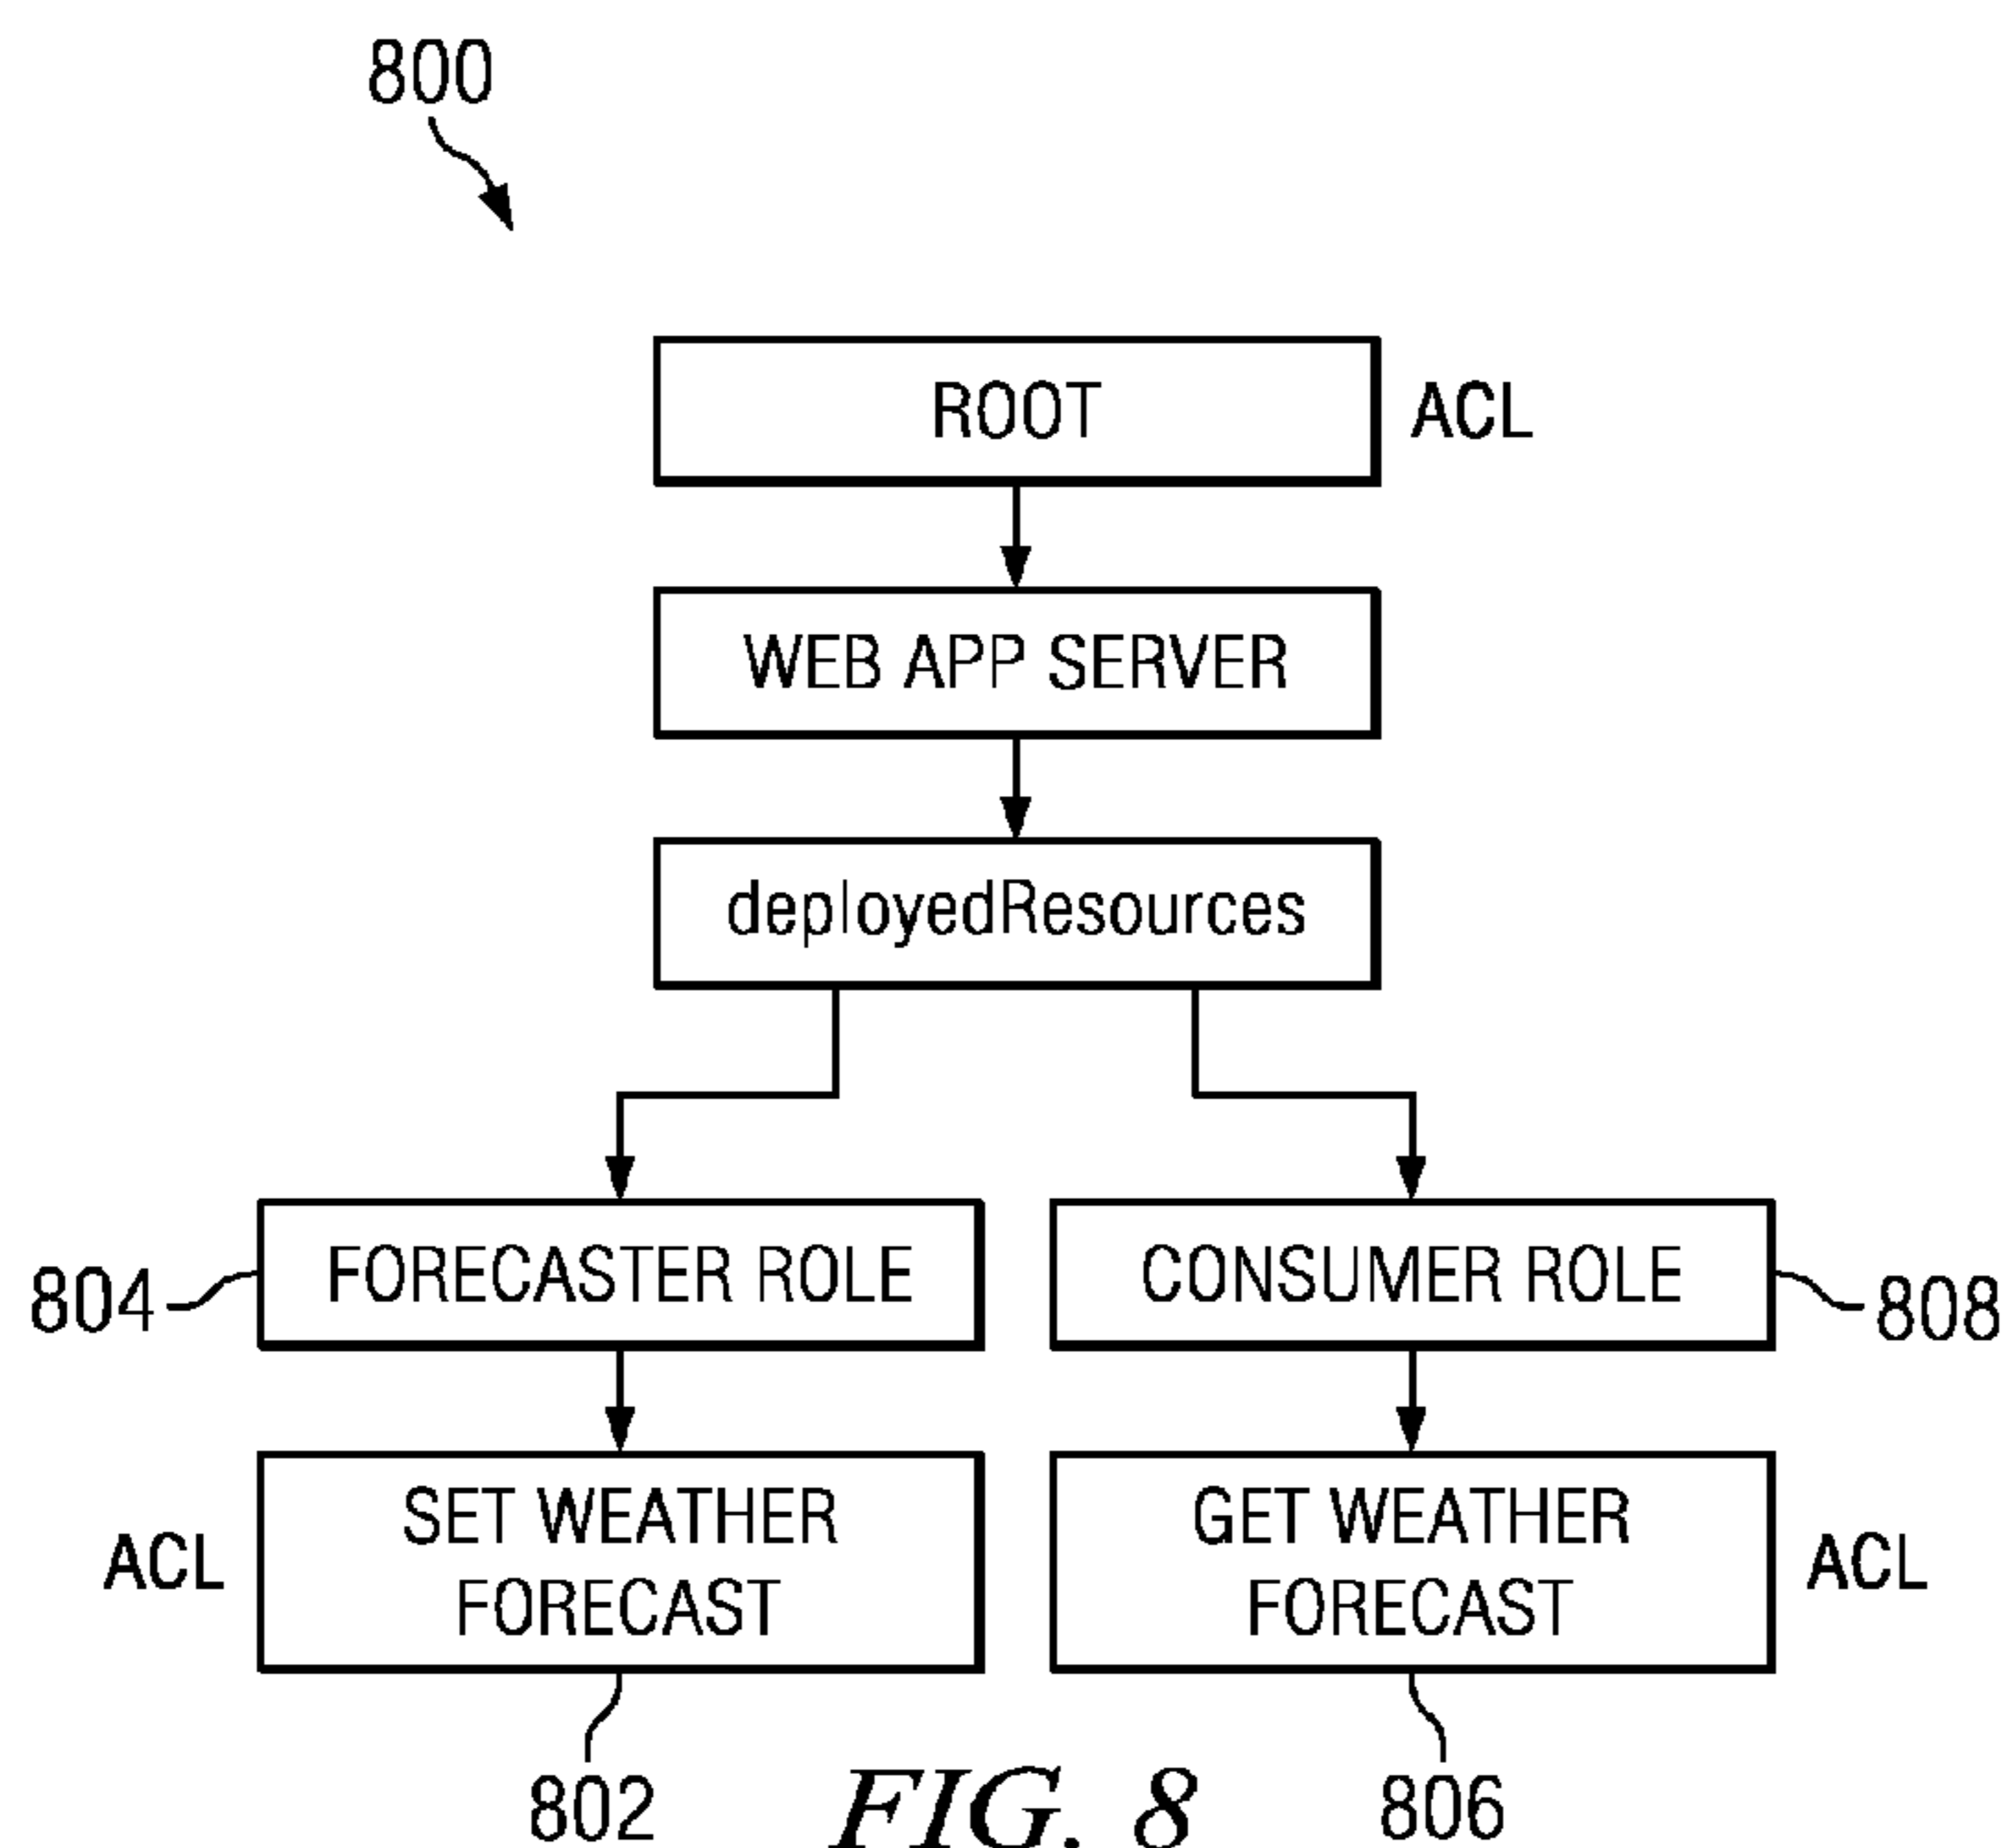 800
ROOT
ACL
WEB APP SERVER
deployedResources
FORECASTER ROLE
CONSUMER ROLE
804
808
SET WEATHER
FORECAST
GET WEATHER
FORECAST
ACL
ACL
802
FIG. 8
806